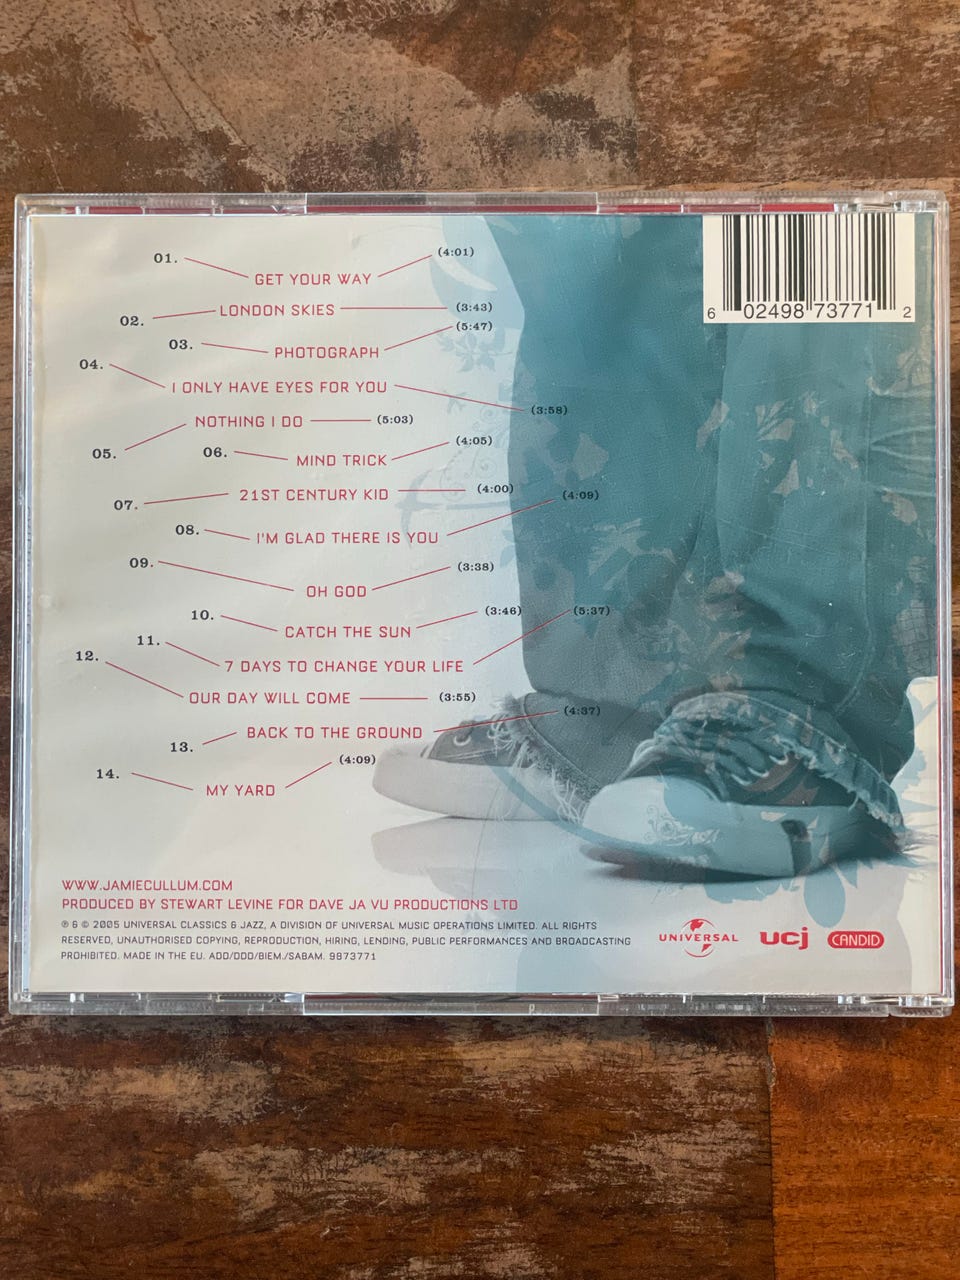 01. GET YOUR WAY (4:01)
02. LONDON SKIES (3:43)
03. PHOTOGRAPH (5:47)
04. I ONLY HAVE EYES FOR YOU (3:58)
05. NOTHING I DO (5:03)
06. MIND TRICK (4:05)
07. 21ST CENTURY KID (4:00)
08. I'M GLAD THERE IS YOU (4:09)
09. OH GOD (3:38)
10. CATCH THE SUN (3:46)
11. 7 DAYS TO CHANGE YOUR LIFE (5:37)
12. OUR DAY WILL COME (3:55)
13. BACK TO THE GROUND (4:37)
14. MY YARD (4:09)
6 02498 73771 2
WWW.JAMIECULLUM.COM
PRODUCED BY STEWART LEVINE FOR DAVE JA VU PRODUCTIONS LTD
℗ & © 2005 UNIVERSAL CLASSICS & JAZZ, A DIVISION OF UNIVERSAL MUSIC OPERATIONS LIMITED. ALL RIGHTS
RESERVED, UNAUTHORISED COPYING, REPRODUCTION, HIRING, LENDING, PUBLIC PERFORMANCES AND BROADCASTING
PROHIBITED. MADE IN THE EU. ADD/DDD/BIEM./SABAM. 9873771
UNIVERSAL ucj CANDID